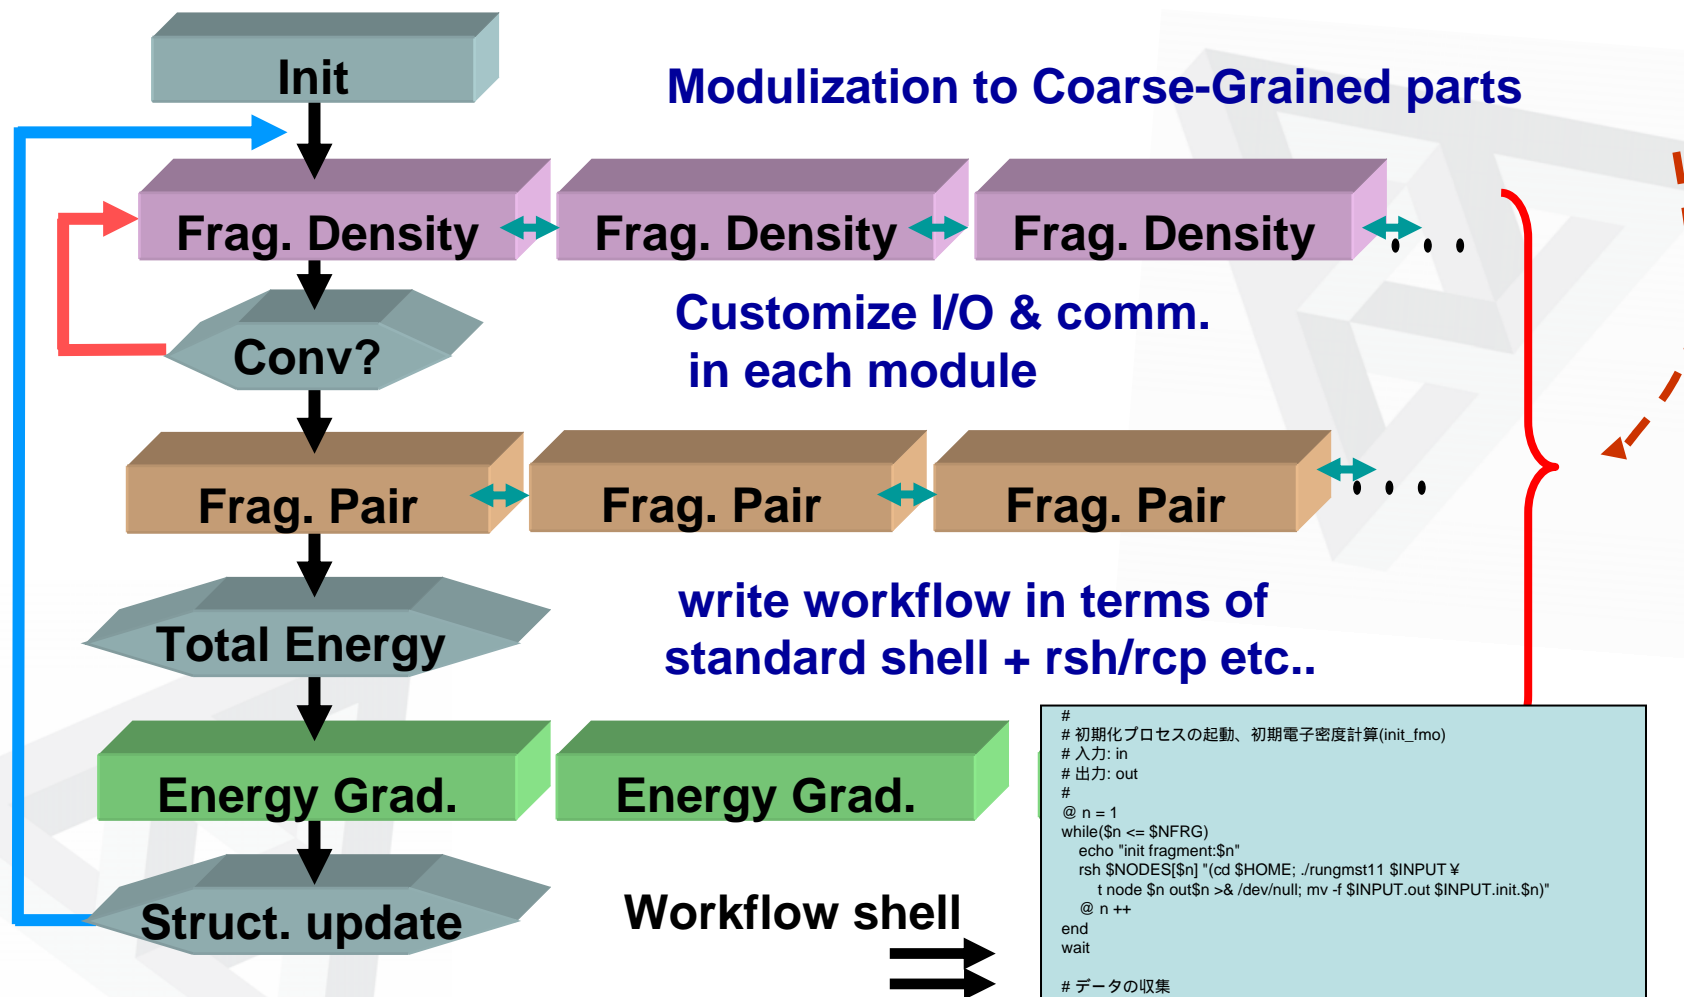 Init
Modulization to Coarse-Grained parts
Frag. Density
Frag. Density
Frag. Density
. . .
Customize I/O & comm.
in each module
Conv?
Frag. Pair
Frag. Pair
Frag. Pair
. . .
write workflow in terms of
standard shell + rsh/rcp etc..
Total Energy
Energy Grad.
Energy Grad.
Struct. update
Workflow shell
#
# 初期化プロセスの起動、初期電子密度計算(init_fmo)
# 入力: in
# 出力: out
#
@ n = 1
while($n <= $NFRG)
echo "init fragment:$n"
rsh $NODES[$n] "(cd $HOME; ./rungmst11 $INPUT ¥
t node $n out$n >& /dev/null; mv -f $INPUT.out $INPUT.init.$n)"
@ n ++
end
wait
# データの収集